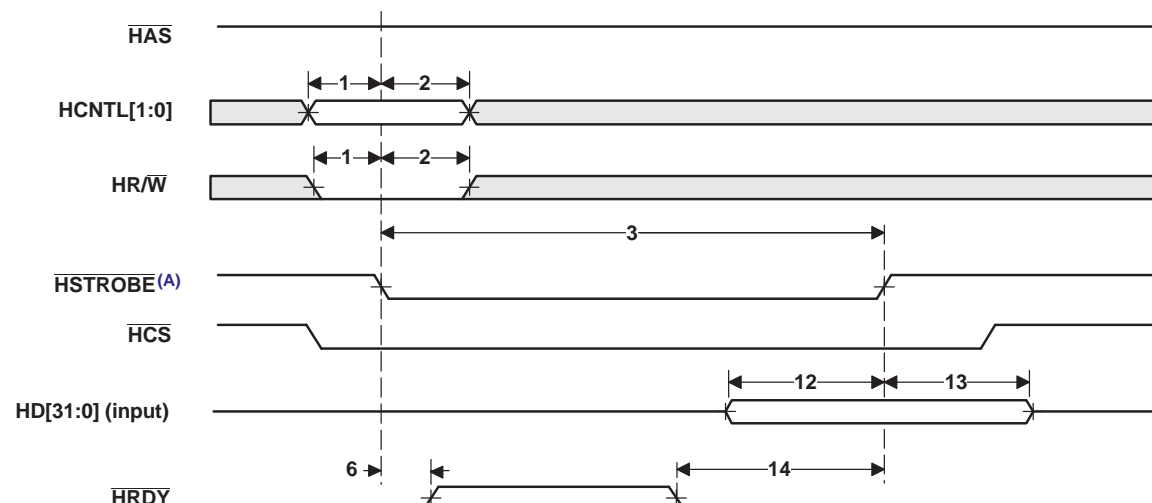 HAS
1 2
HCNTL[1:0]
1 2
HR/W
3
HSTROBE(A)
HCS
12 13
HD[31:0] (input)
6 14
HRDY